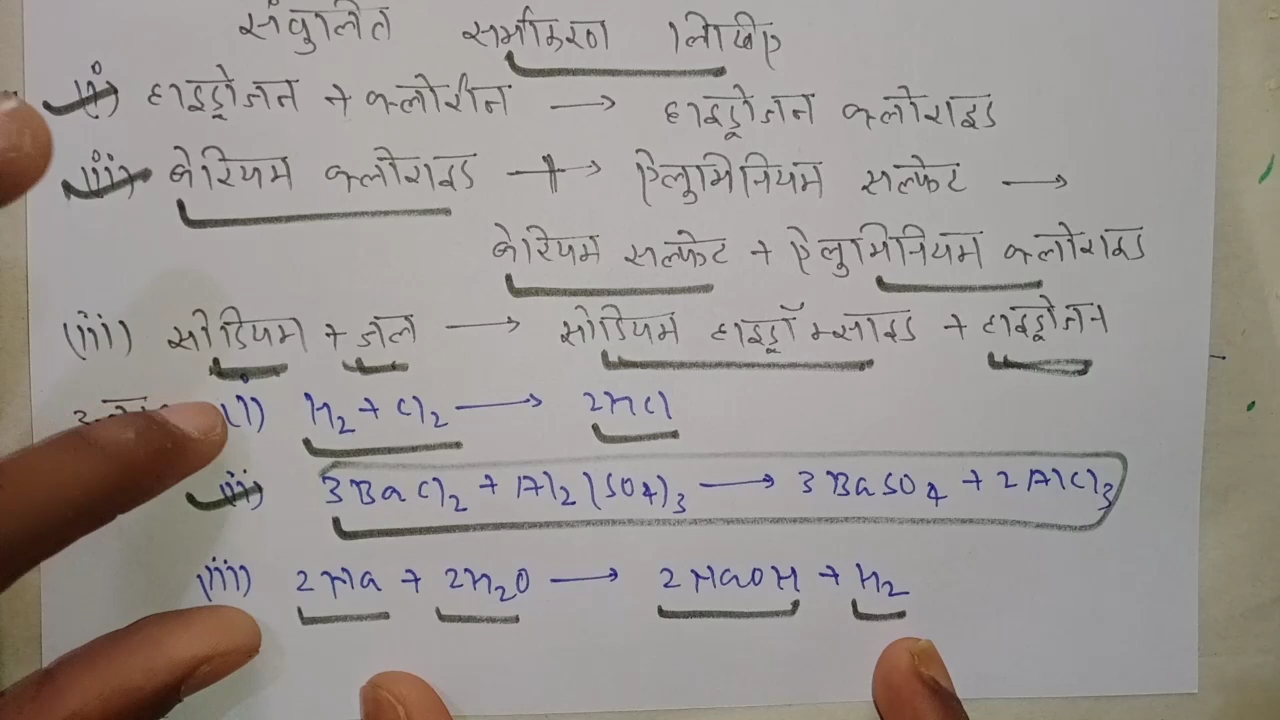 संतुलित समीकरण लिखिए
(i) हाइड्रोजन + क्लोरीन → हाइड्रोजन क्लोराइड
(ii) बेरियम क्लोराइड + ऐलुमिनियम सल्फेट →
बेरियम सल्फेट + ऐलुमिनियम क्लोराइड
(iii) सोडियम + जल → सोडियम हाइड्रॉक्साइड + हाइड्रोजन
(i) H₂ + Cl₂ → 2HCl
(ii) 3BaCl₂ + Al₂(SO₄)₃ → 3BaSO₄ + 2AlCl₃
(iii) 2Na + 2H₂O → 2NaOH + H₂